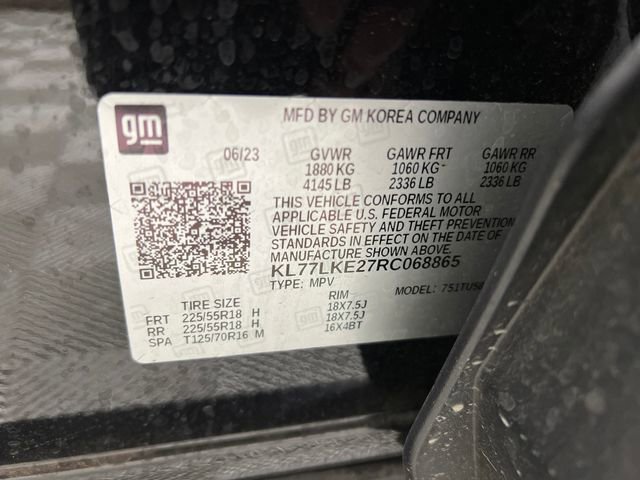 gm
MFD BY GM KOREA COMPANY
06/23 GVWR GAWR FRT GAWR RR
1880 KG 1060 KG 1060 KG
4145 LB 2336 LB 2336 LB
THIS VEHICLE CONFORMS TO ALL
APPLICABLE U.S. FEDERAL MOTOR
VEHICLE SAFETY AND THEFT PREVENTION
STANDARDS IN EFFECT ON THE DATE OF
MANUFACTURE SHOWN ABOVE.
KL77LKE27RC068865
TYPE: MPV MODEL: 751TU58
TIRE SIZE RIM
FRT 225/55R18 H 18X7.5J
RR 225/55R18 H 18X7.5J
SPA T125/70R16 M 16X4BT